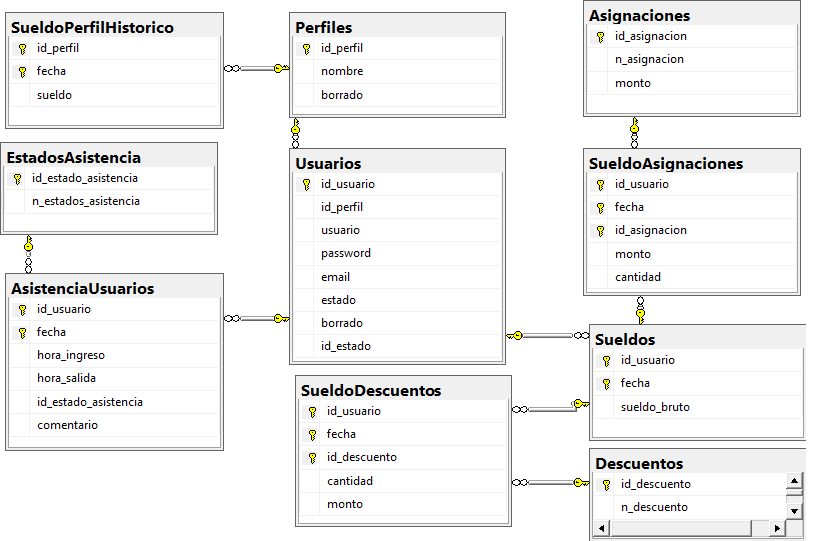 SueldoPerfilHistorico
id_perfil
fecha
sueldo
Perfiles
id_perfil
nombre
borrado
Asignaciones
id_asignacion
n_asignacion
monto
EstadosAsistencia
id_estado_asistencia
n_estados_asistencia
Usuarios
id_usuario
id_perfil
usuario
password
email
estado
borrado
id_estado
SueldoAsignaciones
id_usuario
fecha
id_asignacion
monto
cantidad
AsistenciaUsuarios
id_usuario
fecha
hora_ingreso
hora_salida
id_estado_asistencia
comentario
Sueldos
id_usuario
fecha
sueldo_bruto
SueldoDescuentos
id_usuario
fecha
id_descuento
cantidad
monto
Descuentos
id_descuento
n_descuento